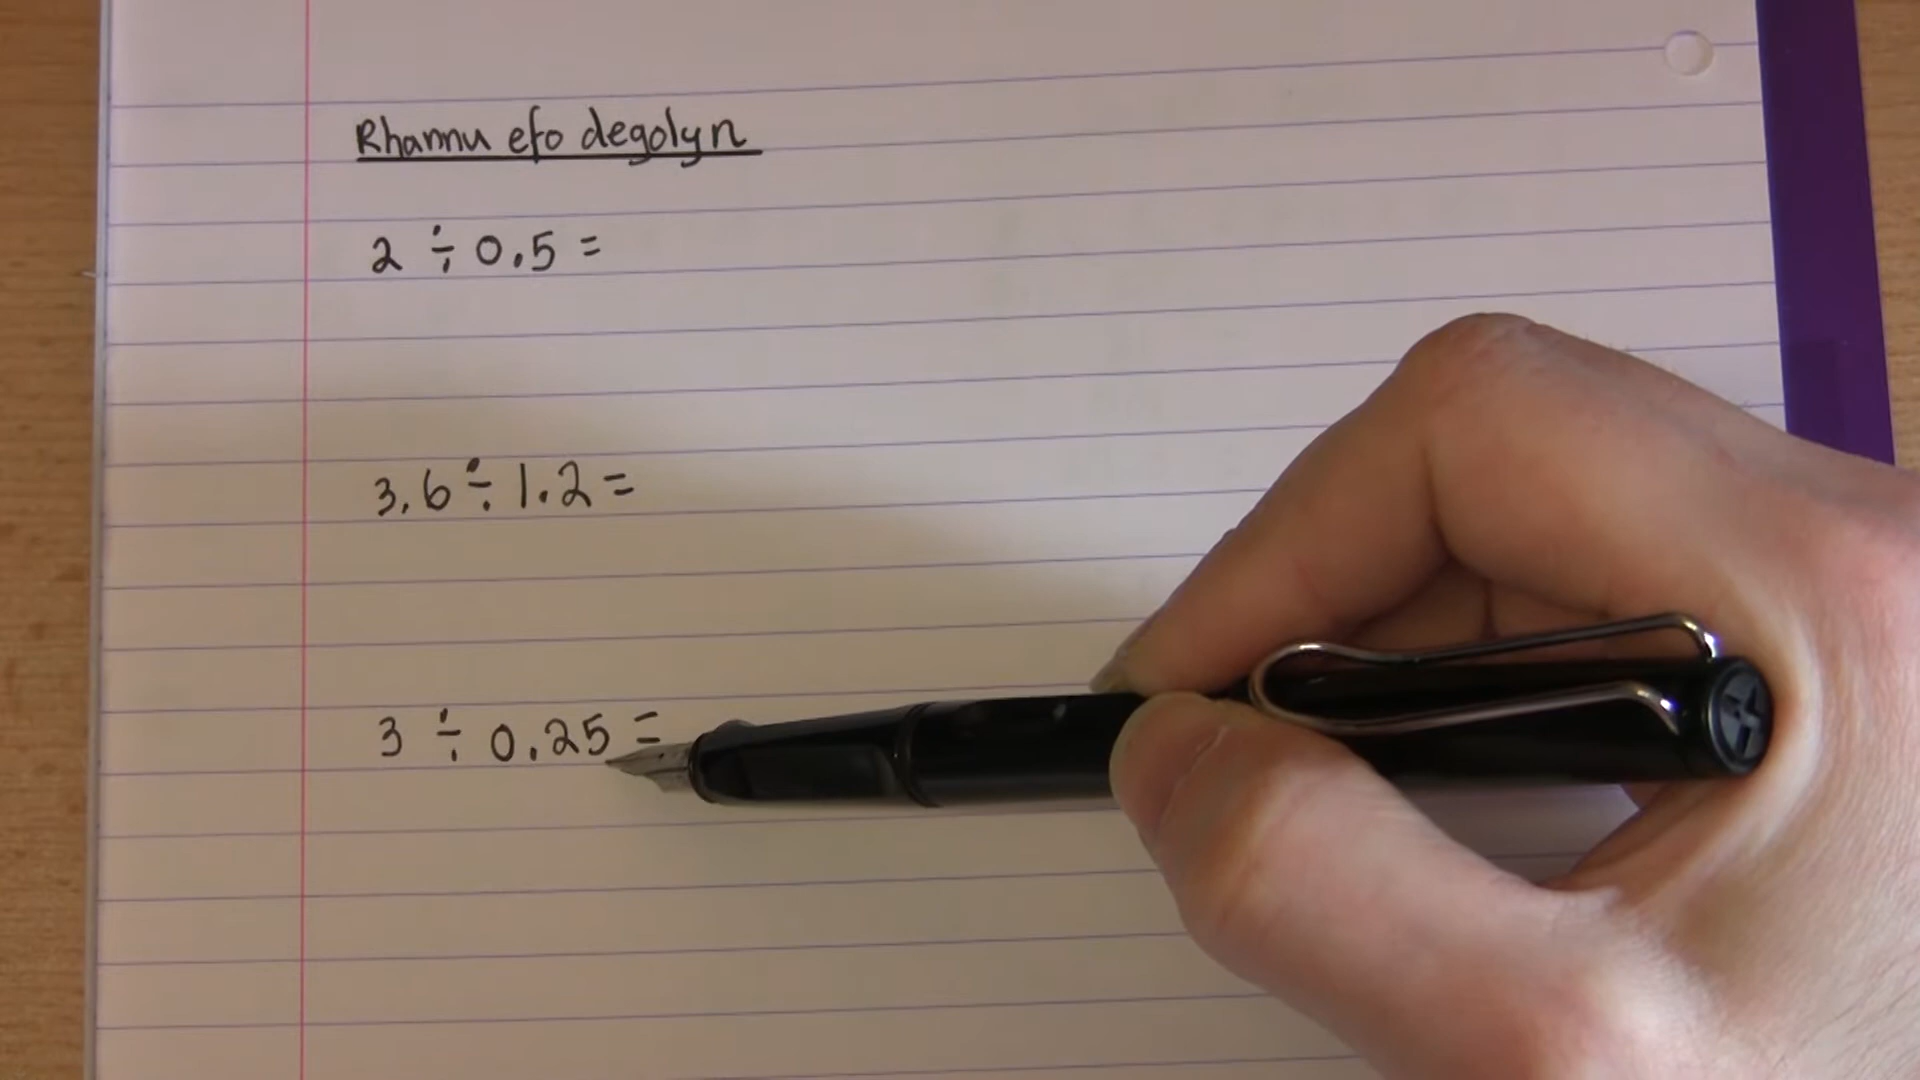 Rhannu efo degolyn
2 ÷ 0.5 =
3.6 ÷ 1.2 =
3 ÷ 0.25 =